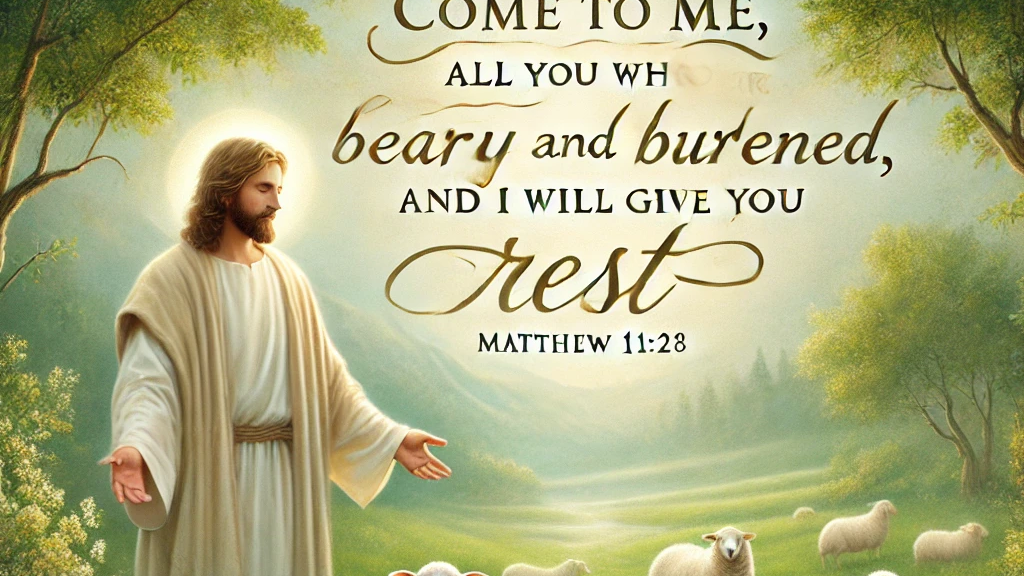 COME TO ME,
ALL YOU WH
beary and burened,
AND I WILL GIVE YOU
rest
MATTHEW 11:28